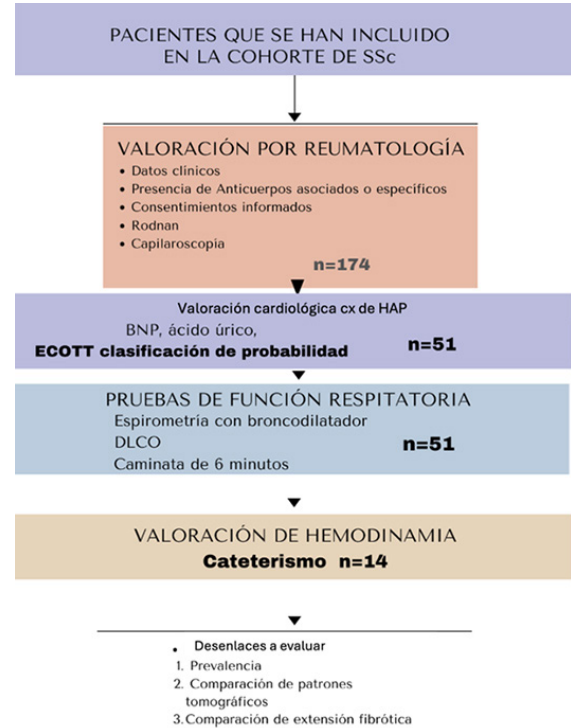 PACIENTES QUE SE HAN INCLUIDO
EN LA COHORTE DE SSc
VALORACIÓN POR REUMATOLOGÍA
• Datos clínicos
• Presencia de Anticuerpos asociados o específicos
• Consentimientos informados
• Rodnan
• Capilaroscopia
n=174
Valoración cardiológica cx de HAP
BNP, ácido úrico,
ECOTT clasificación de probabilidad n=51
PRUEBAS DE FUNCIÓN RESPITATORIA
Espirometría con broncodilatador
DLCO n=51
Caminata de 6 minutos
VALORACIÓN DE HEMODINAMIA
Cateterismo n=14
• Desenlaces a evaluar
1. Prevalencia
2. Comparación de patrones
tomográficos
3. Comparación de extensión fibrótica